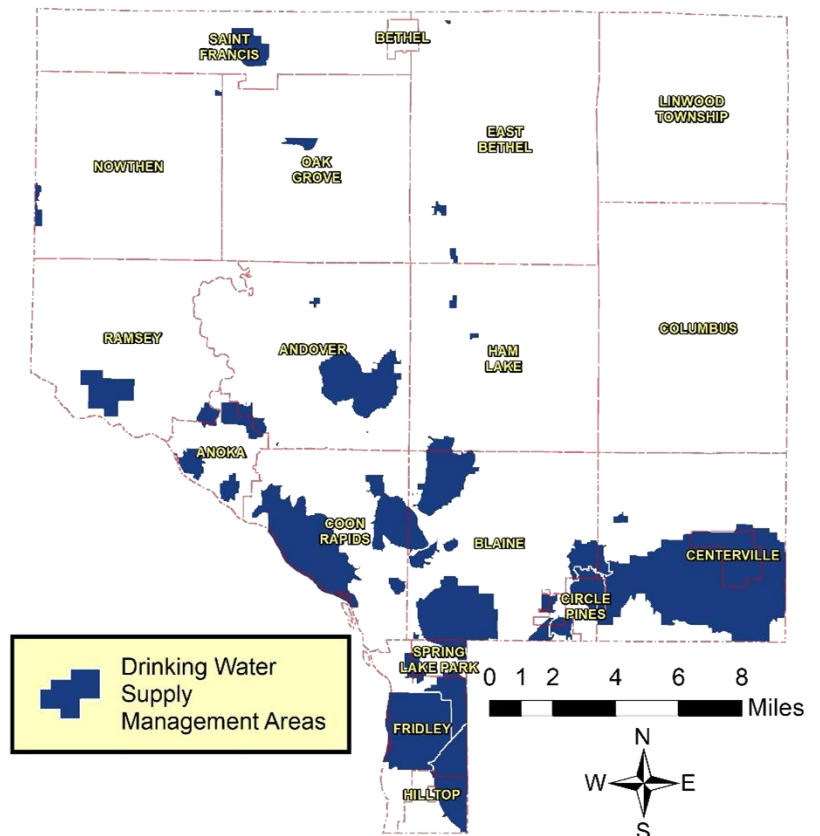 SAINT
FRANCIS
BETHEL
LINWOOD
TOWNSHIP
EAST
BETHEL
NOWTHEN
OAK
GROVE
RAMSEY
ANDOVER
HAM
LAKE
COLUMBUS
ANOKA
COON
RAPIDS
BLAINE
CENTERVILLE
CIRCLE
PINES
SPRING
LAKE PARK
Drinking Water
Supply
Management Areas
0 1 2 4 6 8
Miles
FRIDLEY
HILLTOP
N
W E
S